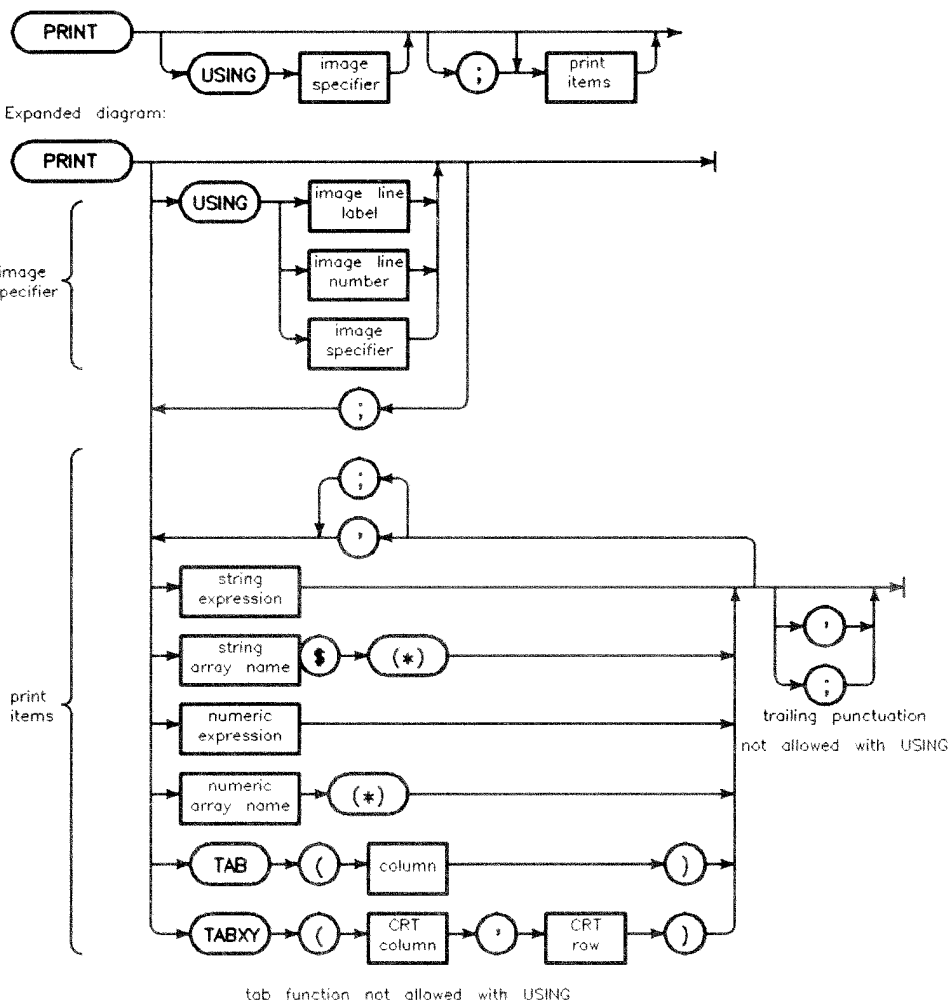 PRINT
USING
image
specifier
;
print
items
Expanded diagram:
PRINT
USING
image line
label
image line
number
image
specifier
image
specifier
;
;
,
string
expression
string
array name
$
(*)
numeric
expression
numeric
array name
(*)
print
items
,
;
trailing punctuation
not allowed with USING
TAB
(
column
)
TABXY
(
CRT
column
,
CRT
row
)
tab function not allowed with USING